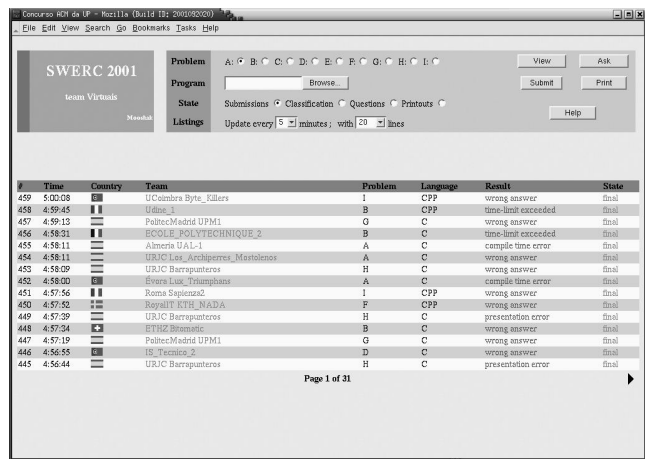 Concurso ACM da UP - Mozilla {Build ID: 2001092020}
File Edit View Search Go Bookmarks Tasks Help
SWERC 2001
team Virtuais
Mooshak
Problem A: B: C: D: E: F: G: H: I:
Program Browse...
State Submissions Classification Questions Printouts
Listings Update every 5 minutes ; with 20 lines
View Ask
Submit Print
Help
# Time Country Team Problem Language Result State
459 5:00:08 UCoimbra Byte_Killers I CPP wrong answer final
458 4:59:45 Udine_1 B CPP time-limit exceeded final
457 4:59:13 PolitecMadrid UPM1 G C wrong answer final
456 4:58:31 ECOLE_POLYTECHNIQUE_2 B C time-limit exceeded final
455 4:58:11 Almeria UAL-1 A C compile time error final
454 4:58:11 URJC Los_Archiperres_Mostolenos A C wrong answer final
453 4:58:09 URJC Barrapunteros H C wrong answer final
452 4:58:00 Évora Lux_Triumphans A C compile time error final
451 4:57:56 Roma Sapienza2 I CPP wrong answer final
450 4:57:52 RoyalIT KTH_NADA F CPP wrong answer final
449 4:57:39 URJC Barrapunteros H C presentation error final
448 4:57:34 ETHZ Bitomatic B C wrong answer final
447 4:57:19 PolitecMadrid UPM1 G C wrong answer final
446 4:56:55 IS_Tecnico_2 D C wrong answer final
445 4:56:44 URJC Barrapunteros H C presentation error final
Page 1 of 31